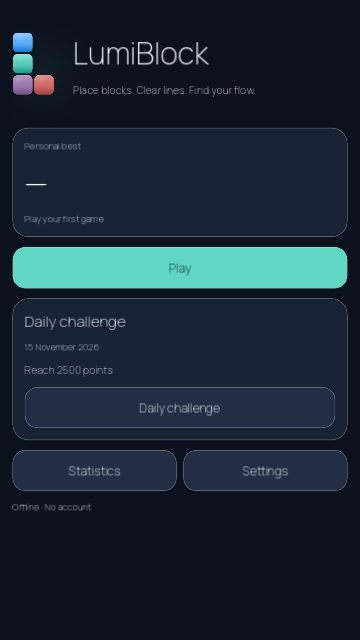 LumiBlock
Place blocks. Clear lines. Find your flow.
Personal best
—
Play your first game
Play
Daily challenge
15 November 2026
Reach 2500 points
Daily challenge
Statistics
Settings
Offline · No account